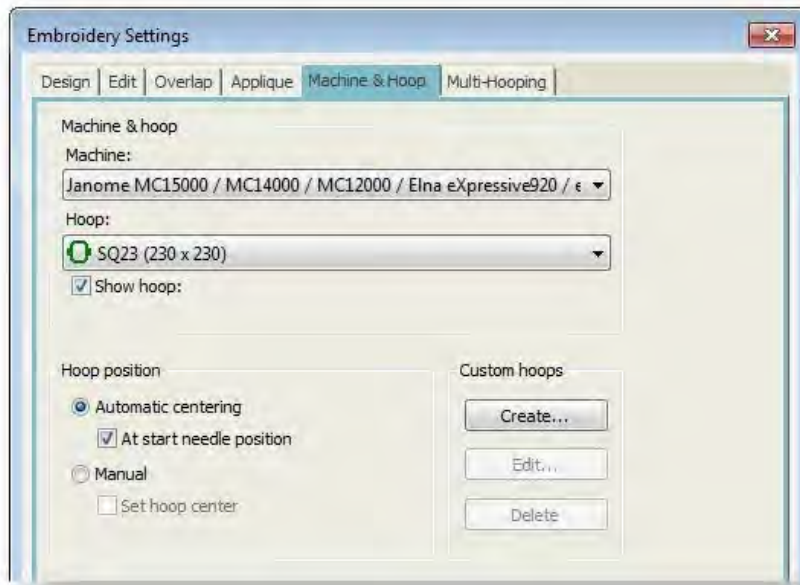 Embroidery Settings
Design Edit Overlap Applique Machine & Hoop Multi-Hooping
Machine & hoop
Machine:
Janome MC15000 / MC14000 / MC12000 / Elna eXpressive920 / e
Hoop:
SQ23 (230 x 230)
Show hoop:
Hoop position
Automatic centering
At start needle position
Manual
Set hoop center
Custom hoops
Create...
Edit...
Delete